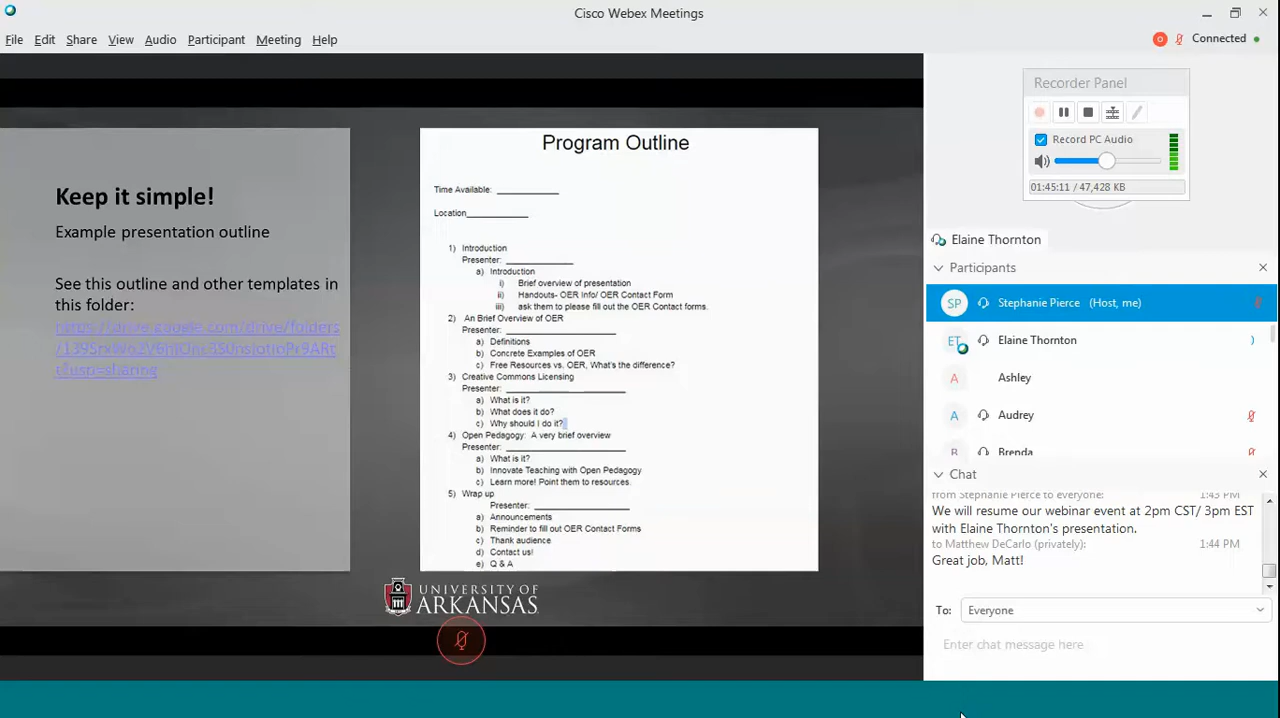 Cisco Webex Meetings
File Edit Share View Audio Participant Meeting Help
Connected
Recorder Panel
Record PC Audio
01:45:11 / 47,428 KB
Keep it simple!
Example presentation outline
See this outline and other templates in
this folder:
Program Outline
Time Available: ____________
Location____________
1) Introduction
Presenter: ____________
a) Introduction
i) Brief overview of presentation
ii) Handouts- OER Info/ OER Contact Form
iii) ask them to please fill out the OER Contact forms.
2) An Brief Overview of OER
Presenter: ____________
a) Definitions
b) Concrete Examples of OER
c) Free Resources vs. OER, What's the difference?
3) Creative Commons Licensing
Presenter: ____________
a) What is it?
b) What does it do?
c) Why should I do it?
4) Open Pedagogy: A very brief overview
Presenter: ____________
a) What is it?
b) Innovate Teaching with Open Pedagogy
c) Learn more! Point them to resources.
5) Wrap up
Presenter: ____________
a) Announcements
b) Reminder to fill out OER Contact Forms
c) Thank audience
d) Contact us!
e) Q & A
UNIVERSITY OF
ARKANSAS
Elaine Thornton
Participants
SP Stephanie Pierce (Host, me)
ET Elaine Thornton
A Ashley
A Audrey
B Brenda
Chat
from Stephanie Pierce to everyone: 1:43 PM
We will resume our webinar event at 2pm CST/ 3pm EST
with Elaine Thornton's presentation.
to Matthew DeCarlo (privately): 1:44 PM
Great job, Matt!
To: Everyone
Enter chat message here